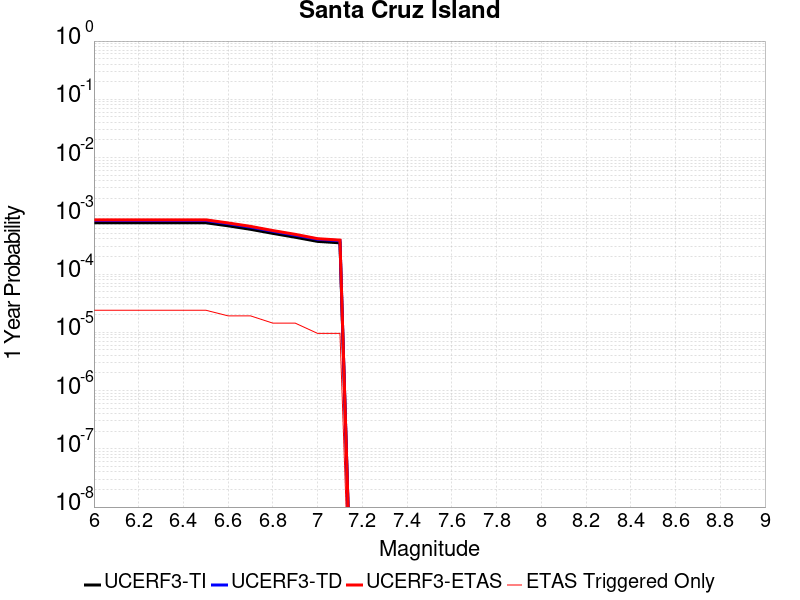 Santa Cruz Island
10^0
10^-1
10^-2
10^-3
10^-4
10^-5
10^-6
10^-7
10^-8
1 Year Probability
6 6.2 6.4 6.6 6.8 7 7.2 7.4 7.6 7.8 8 8.2 8.4 8.6 8.8 9
Magnitude
UCERF3-TI UCERF3-TD UCERF3-ETAS ETAS Triggered Only